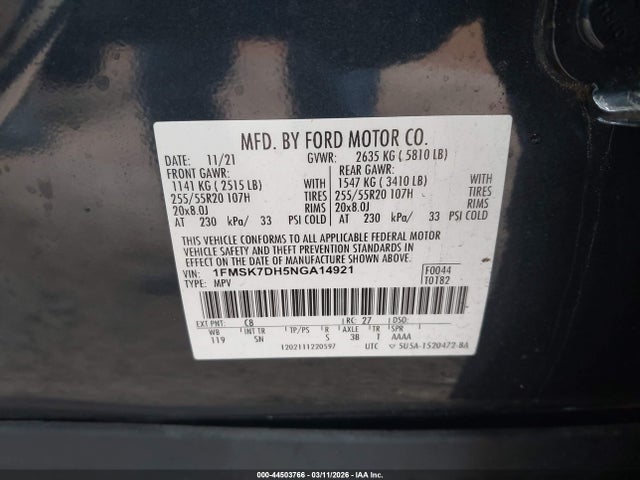 MFD. BY FORD MOTOR CO.
DATE: 11/21 GVWR: 2635 KG ( 5810 LB)
FRONT GAWR: REAR GAWR:
1141 KG ( 2515 LB) WITH 1547 KG ( 3410 LB) WITH
255/55R20 107H TIRES 255/55R20 107H TIRES
20x8.0J RIMS 20x8.0J RIMS
AT 230 kPa/ 33 PSI COLD AT 230 kPa/ 33 PSI COLD
THIS VEHICLE CONFORMS TO ALL APPLICABLE FEDERAL MOTOR
VEHICLE SAFETY AND THEFT PREVENTION STANDARDS IN
EFFECT ON THE DATE OF MANUFACTURE SHOWN ABOVE.
VIN: 1FMSK7DH5NGA14921 F0044
TYPE: MPV T0182
EXT PNT: CB RC: 27 DSO:
WB INT TR TP/PS R AXLE TR SPR
119 5N S 3B T AAAA
1202111220597 UTC 5U5A-1520472-BA
000-44503766 - 03/11/2026 - IAA Inc.